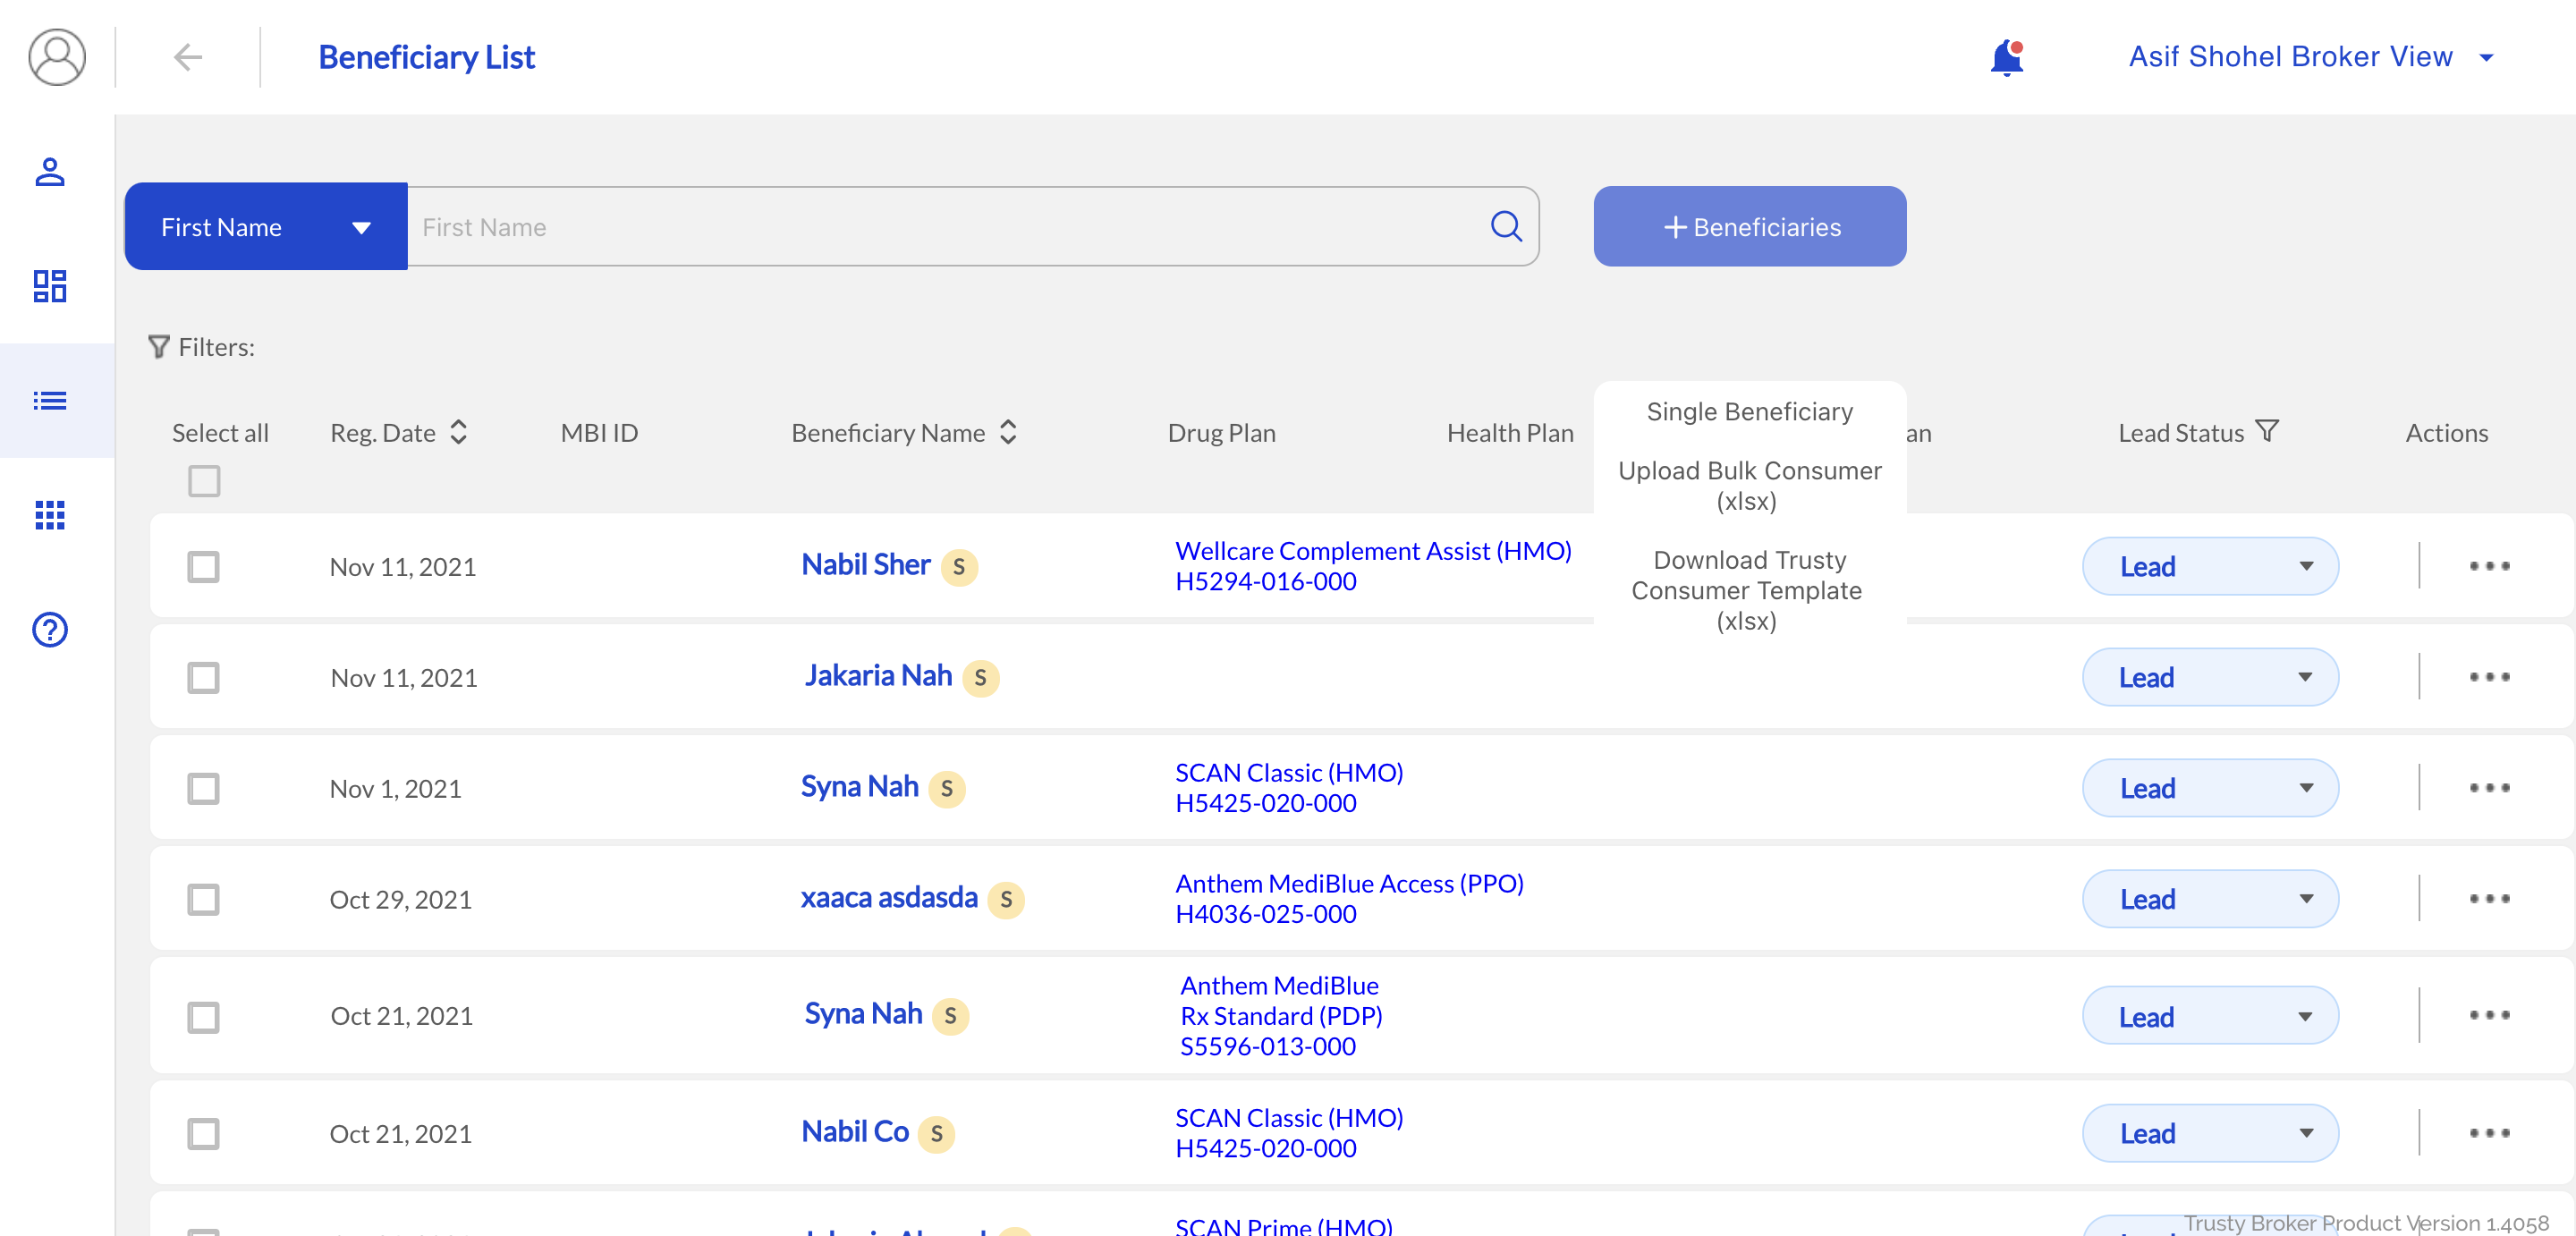 Beneficiary List
Asif Shohel Broker View
First Name
First Name
+ Beneficiaries
Filters:
Select all
Reg. Date
MBI ID
Beneficiary Name
Drug Plan
Health Plan
an
Lead Status
Actions
Single Beneficiary
Upload Bulk Consumer
(xlsx)
Download Trusty
Consumer Template
(xlsx)
Nov 11, 2021
Nabil Sher S
Wellcare Complement Assist (HMO)
H5294-016-000
Lead
Nov 11, 2021
Jakaria Nah S
Lead
Nov 1, 2021
Syna Nah S
SCAN Classic (HMO)
H5425-020-000
Lead
Oct 29, 2021
xaaca asdasda S
Anthem MediBlue Access (PPO)
H4036-025-000
Lead
Oct 21, 2021
Syna Nah S
Anthem MediBlue
Rx Standard (PDP)
S5596-013-000
Lead
Oct 21, 2021
Nabil Co S
SCAN Classic (HMO)
H5425-020-000
Lead
SCAN Prime (HMO)
Trusty Broker Product Version 1.4058